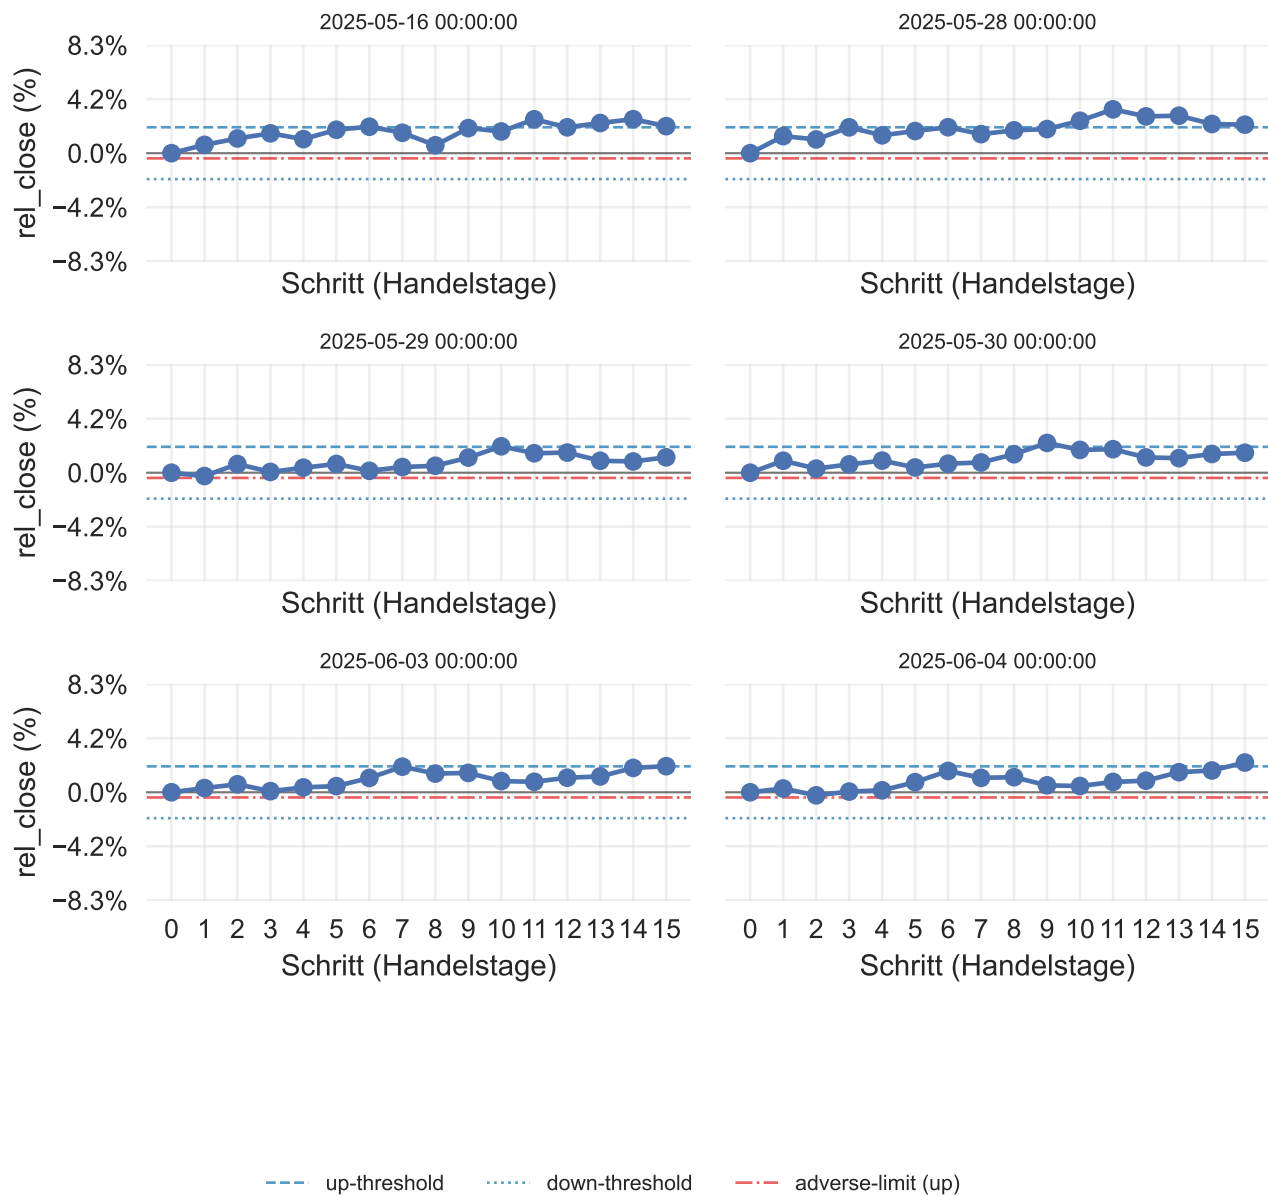 2025-05-16 00:00:00
2025-05-28 00:00:00
8.3%
4.2%
0.0%
−4.2%
−8.3%
rel_close (%)
Schritt (Handelstage)
Schritt (Handelstage)
2025-05-29 00:00:00
2025-05-30 00:00:00
8.3%
4.2%
0.0%
−4.2%
−8.3%
rel_close (%)
Schritt (Handelstage)
Schritt (Handelstage)
2025-06-03 00:00:00
2025-06-04 00:00:00
8.3%
4.2%
0.0%
−4.2%
−8.3%
rel_close (%)
0 1 2 3 4 5 6 7 8 9 10 11 12 13 14 15
0 1 2 3 4 5 6 7 8 9 10 11 12 13 14 15
Schritt (Handelstage)
Schritt (Handelstage)
up-threshold
down-threshold
adverse-limit (up)